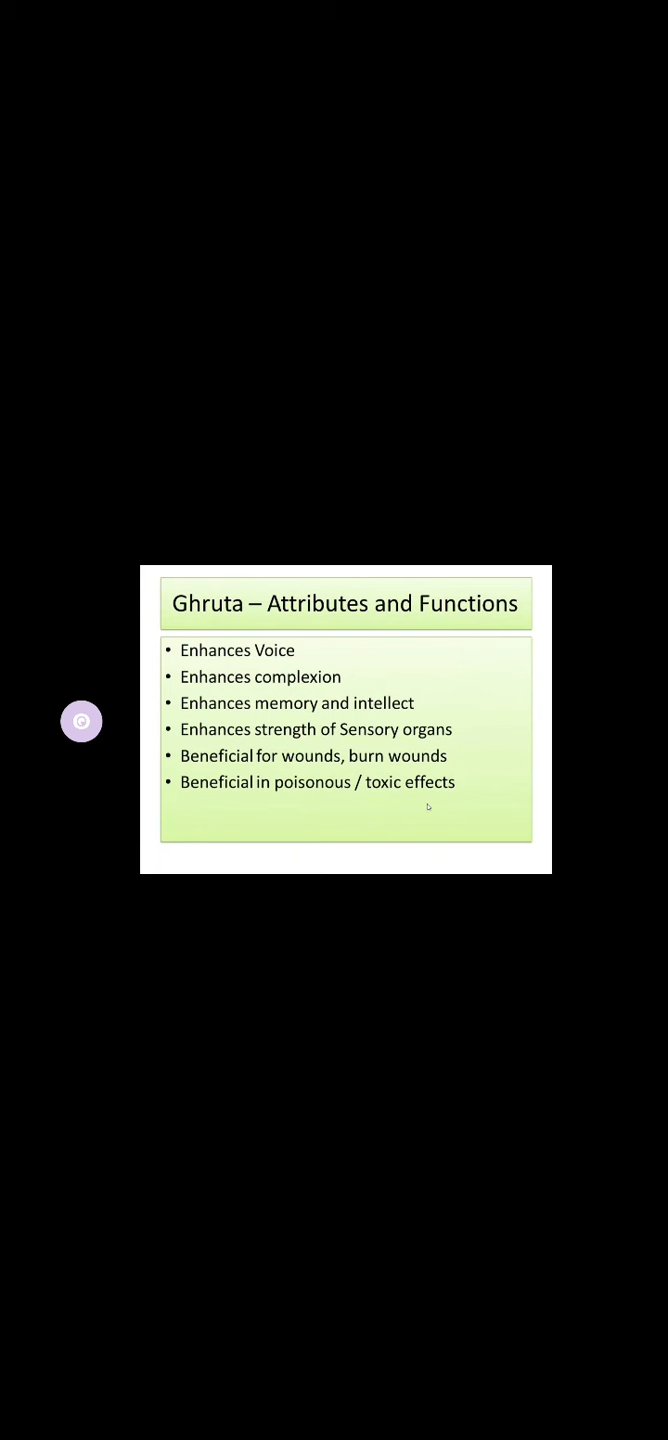 Ghruta – Attributes and Functions
• Enhances Voice
• Enhances complexion
• Enhances memory and intellect
• Enhances strength of Sensory organs
• Beneficial for wounds, burn wounds
• Beneficial in poisonous / toxic effects